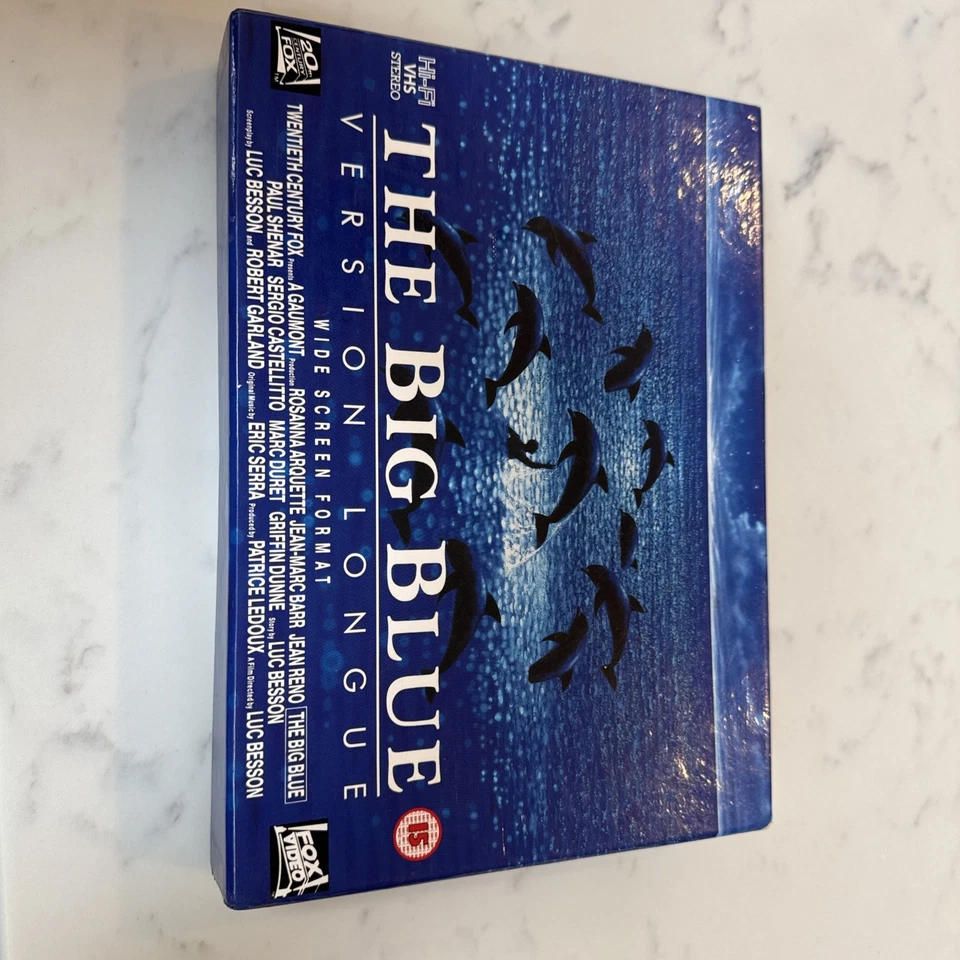 Hi-Fi
VHS
STEREO
THE BIG BLUE
15
VERSION LONGUE
WIDE SCREEN FORMAT
TWENTIETH CENTURY FOX Presents A GAUMONT Production ROSANNA ARQUETTE JEAN-MARC BARR JEAN RENO THE BIG BLUE
PAUL SHENAR SERGIO CASTELLITTO MARC DURET GRIFFIN DUNNE Story by LUC BESSON
Screenplay by LUC BESSON and ROBERT GARLAND Original Music by ERIC SERRA Produced by PATRICE LEDOUX A Film Directed by LUC BESSON
20th
CENTURY
FOX
TM
FOX
VIDEO